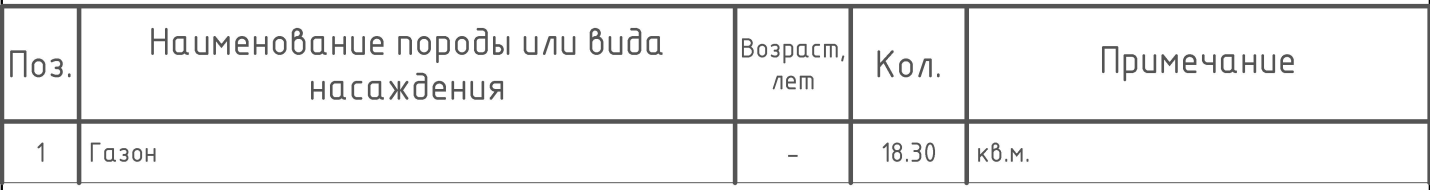 Поз.
Наименование породы или вида
насаждения
Возраст,
лет
Кол.
Примечание
1
Газон
-
18.30
кв.м.